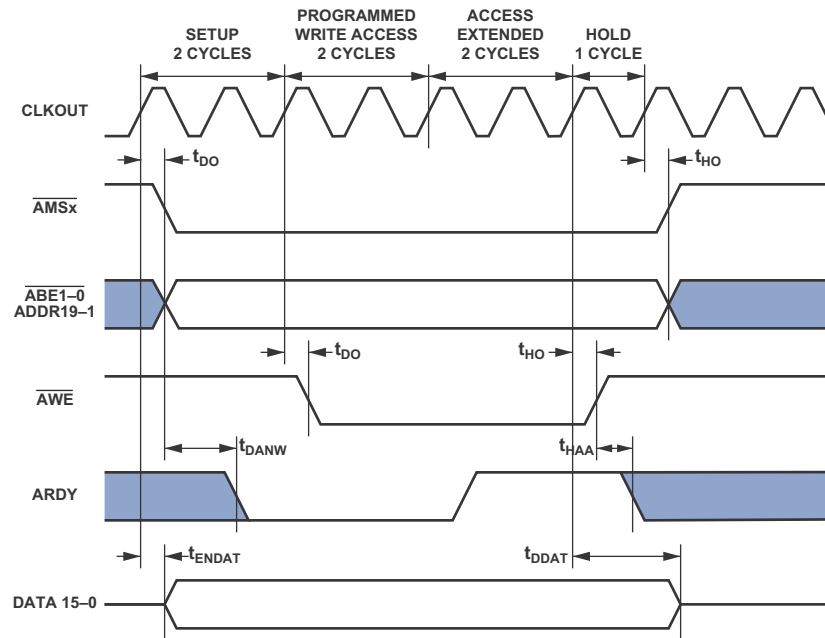 SETUP
2 CYCLES
PROGRAMMED
WRITE ACCESS
2 CYCLES
ACCESS
EXTENDED
2 CYCLES
HOLD
1 CYCLE
CLKOUT
tDO
tHO
AMSx
ABE1–0
ADDR19–1
tDO
tHO
AWE
tDANW
tHAA
ARDY
tENDAT
tDDAT
DATA 15–0